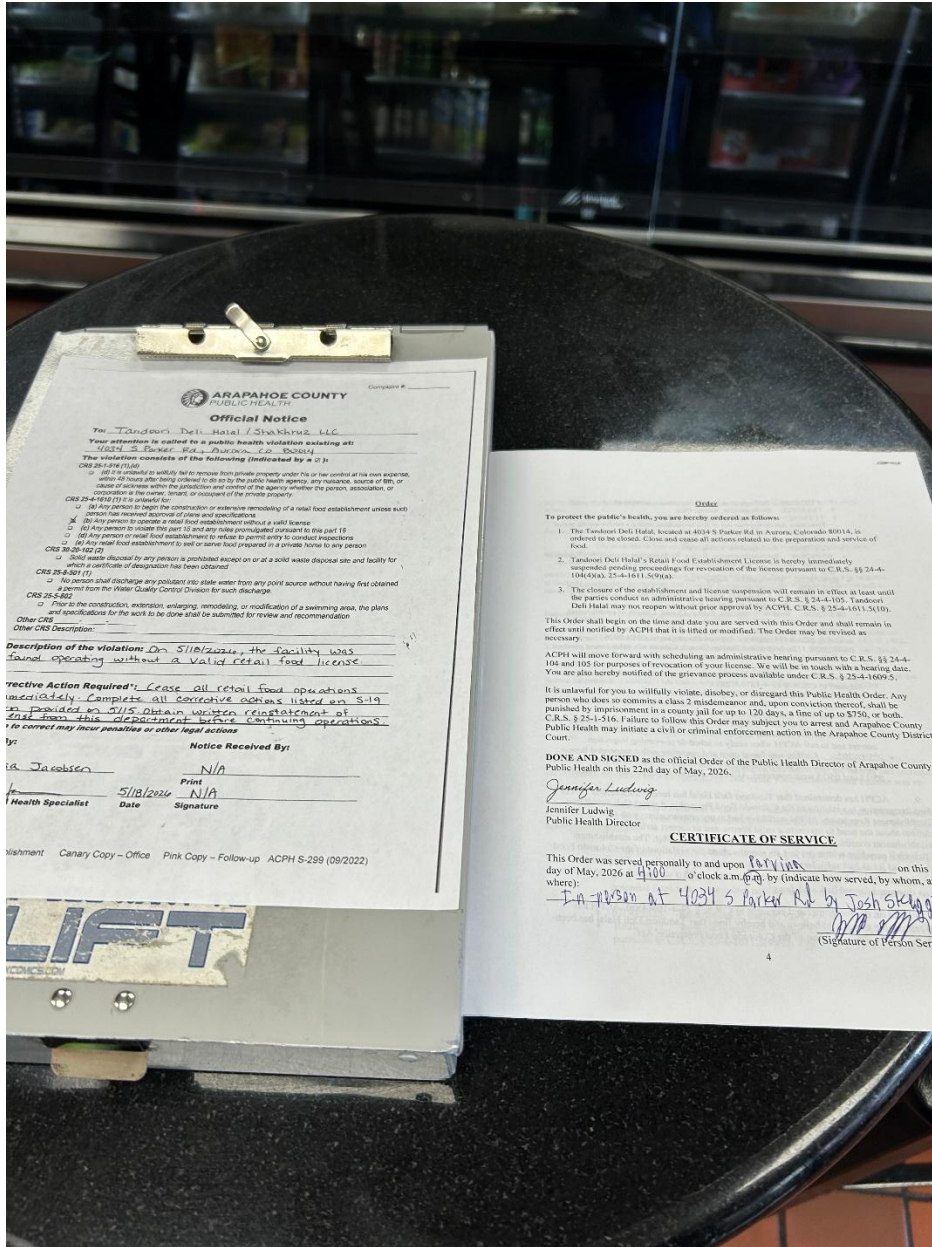 Complaint #:
ARAPAHOE COUNTY
PUBLIC HEALTH
Official Notice
To: Tandoori Deli Halal / Shakhruz LLC
Your attention is called to a public health violation existing at:
4034 S Parker Rd, Aurora CO 80014
The violation consists of the following (indicated by a ☑):
CRS 25-1-516 (1),(d)
☐ (d) It is unlawful to willfully fail to remove from private property under his or her control at his own expense,
within 48 hours after being ordered to do so by the public health agency, any nuisance, source of filth, or
cause of sickness within the jurisdiction and control of the agency whether the person, association, or
corporation is the owner, tenant, or occupant of the private property.
CRS 25-4-1610 (1) It is unlawful for:
☐ (a) Any person to begin the construction or extensive remodeling of a retail food establishment unless such
person has received approval of plans and specifications
☒ (b) Any person to operate a retail food establishment without a valid license
☐ (c) Any person to violate this part 16 and any rules promulgated pursuant to this part 16
☐ (d) Any person or retail food establishment to refuse to permit entry to conduct inspections
☐ (e) Any retail food establishment to sell or serve food prepared in a private home to any person
CRS 30-20-102 (2)
☐ Solid waste disposal by any person is prohibited except on or at a solid waste disposal site and facility for
which a certificate of designation has been obtained
CRS 25-8-501 (1)
☐ No person shall discharge any pollutant into state water from any point source without having first obtained
a permit from the Water Quality Control Division for such discharge.
CRS 25-5-802
☐ Prior to the construction, extension, enlarging, remodeling, or modification of a swimming area, the plans
and specifications for the work to be done shall be submitted for review and recommendation
Other CRS
Other CRS Description:
Description of the violation: On 5/18/2026, the facility was
found operating without a valid retail food license.
rrective Action Required*: Cease all retail food operations
mediately. Complete all corrective actions listed on S-19
n provided on 5/15. Obtain written reinstatement of
ense from this department before continuing operations.
to correct may incur penalties or other legal actions
By:
Notice Received By:
ia Jacobsen
N/A
Print
5/18/2026
N/A
Health Specialist
Date
Signature
lishment Canary Copy – Office Pink Copy – Follow-up ACPH S-299 (09/2022)
LIFT
YCOMICS.COM
Order
To protect the public's health, you are hereby ordered as follows:
1. The Tandoori Deli Halal, located at 4034 S Parker Rd in Aurora, Colorado 80014, is
ordered to be closed. Close and cease all actions related to the preparation and service of
food.
2. Tandoori Deli Halal's Retail Food Establishment License is hereby immediately
suspended pending proceedings for revocation of the license pursuant to C.R.S. §§ 24-4-
104(4)(a), 25-4-1611.5(9)(a).
3. The closure of the establishment and license suspension will remain in effect at least until
the parties conduct an administrative hearing pursuant to C.R.S. § 24-4-105. Tandoori
Deli Halal may not reopen without prior approval by ACPH. C.R.S. § 25-4-1611.5(10).
This Order shall begin on the time and date you are served with this Order and shall remain in
effect until notified by ACPH that it is lifted or modified. The Order may be revised as
necessary.
ACPH will move forward with scheduling an administrative hearing pursuant to C.R.S. §§ 24-4-
104 and 105 for purposes of revocation of your license. We will be in touch with a hearing date.
You are also hereby notified of the grievance process available under C.R.S. § 25-4-1609.5.
It is unlawful for you to willfully violate, disobey, or disregard this Public Health Order. Any
person who does so commits a class 2 misdemeanor and, upon conviction thereof, shall be
punished by imprisonment in a county jail for up to 120 days, a fine of up to $750, or both.
C.R.S. § 25-1-516. Failure to follow this Order may subject you to arrest and Arapahoe County
Public Health may initiate a civil or criminal enforcement action in the Arapahoe County District
Court.
DONE AND SIGNED as the official Order of the Public Health Director of Arapahoe County
Public Health on this 22nd day of May, 2026.
Jennifer Ludwig
Jennifer Ludwig
Public Health Director
CERTIFICATE OF SERVICE
This Order was served personally to and upon Parvina on this
day of May, 2026 at 4:00 o'clock a.m./p.m. by (indicate how served, by whom, a
where):
In-person at 4034 S Parker Rd by Josh
(Signature of Person Ser
4